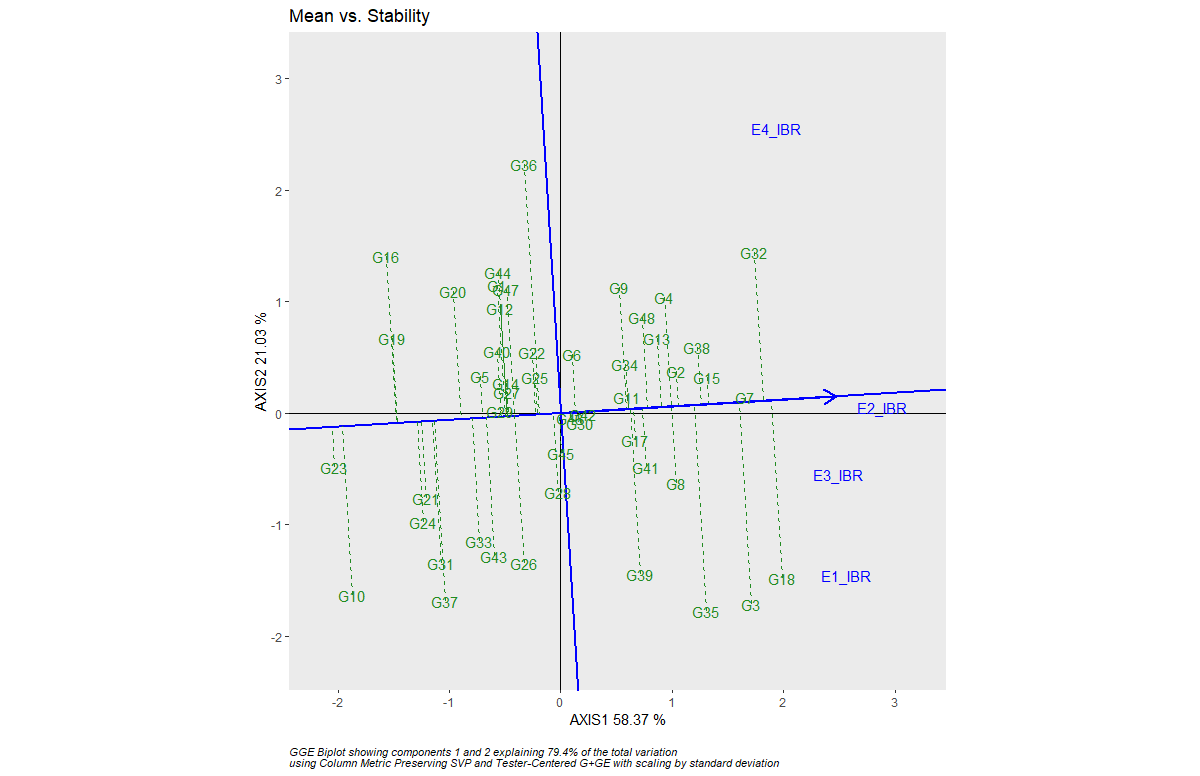 Mean vs. Stability
3
E4_IBR
G36
2
G16
G32
G44
G47
G9
G20
G4
1
G12
G48
G19
G13
G38
G40
G22
G6
G34
G2
G5
G25
G15
G14
G27
G11
G7
0
E2_IBR
G42
G30
G17
G45
G23
G41
E3_IBR
G8
G28
G21
-1
G24
G33
G43
G31
G26
G39
E1_IBR
G18
G10
G37
G3
G35
-2
AXIS2 21.03 %
-2 -1 0 1 2 3
AXIS1 58.37 %
GGE Biplot showing components 1 and 2 explaining 79.4% of the total variation
using Column Metric Preserving SVP and Tester-Centered G+GE with scaling by standard deviation